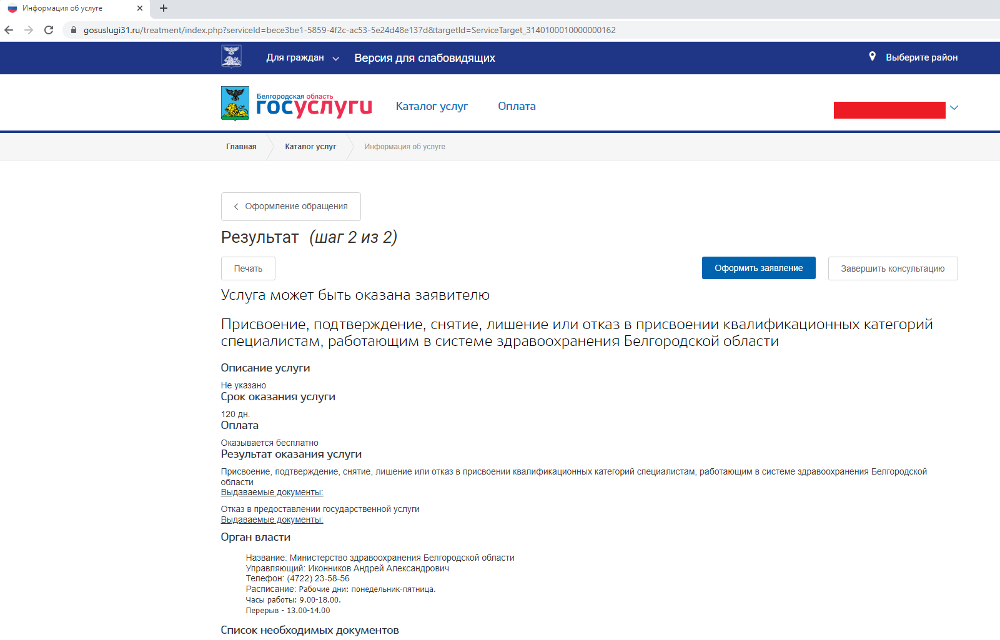 Информация об услуге
gosuslugi31.ru/treatment/index.php?serviceId=bece3be1-5859-4f2c-ac53-5e24d48e137d&targetId=ServiceTarget_3140100010000000162
Для граждан Версия для слабовидящих Выберите район
Белгородская область
госуслуги
Каталог услуг Оплата
Главная Каталог услуг Информация об услуге
Оформление обращения
Результат (шаг 2 из 2)
Печать Оформить заявление Завершить консультацию
Услуга может быть оказана заявителю
Присвоение, подтверждение, снятие, лишение или отказ в присвоении квалификационных категорий
специалистам, работающим в системе здравоохранения Белгородской области
Описание услуги
Не указано
Срок оказания услуги
120 дн.
Оплата
Оказывается бесплатно
Результат оказания услуги
Присвоение, подтверждение, снятие, лишение или отказ в присвоении квалификационных категорий специалистам, работающим в системе здравоохранения Белгородской
области
Выдаваемые документы:
Отказ в предоставлении государственной услуги
Выдаваемые документы:
Орган власти
Название: Министерство здравоохранения Белгородской области
Управляющий: Иконников Андрей Александрович
Телефон: (4722) 23-58-56
Расписание: Рабочие дни: понедельник-пятница.
Часы работы: 9.00-18.00.
Перерыв - 13.00-14.00
Список необходимых документов